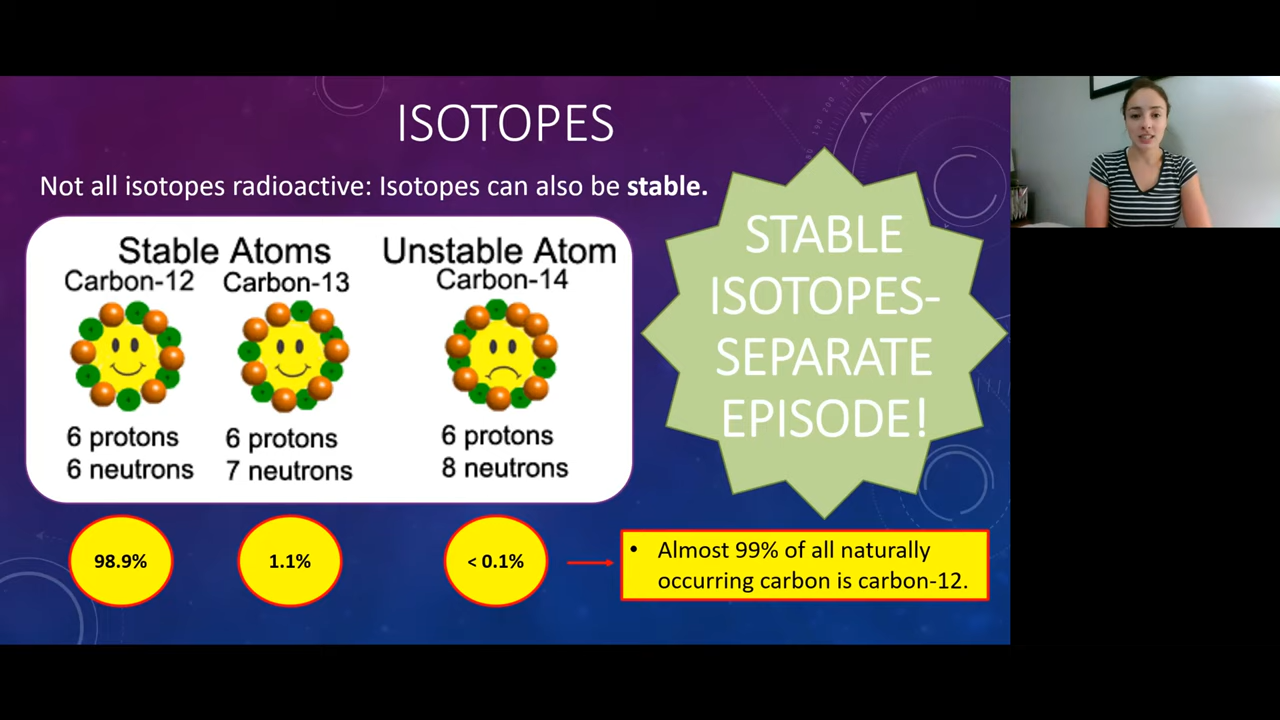 ISOTOPES
Not all isotopes radioactive: Isotopes can also be stable.
Stable Atoms
Carbon-12
Carbon-13
6 protons
6 neutrons
6 protons
7 neutrons
Unstable Atom
Carbon-14
6 protons
8 neutrons
STABLE
ISOTOPES-
SEPARATE
EPISODE!
98.9%
1.1%
< 0.1%
• Almost 99% of all naturally
occurring carbon is carbon-12.